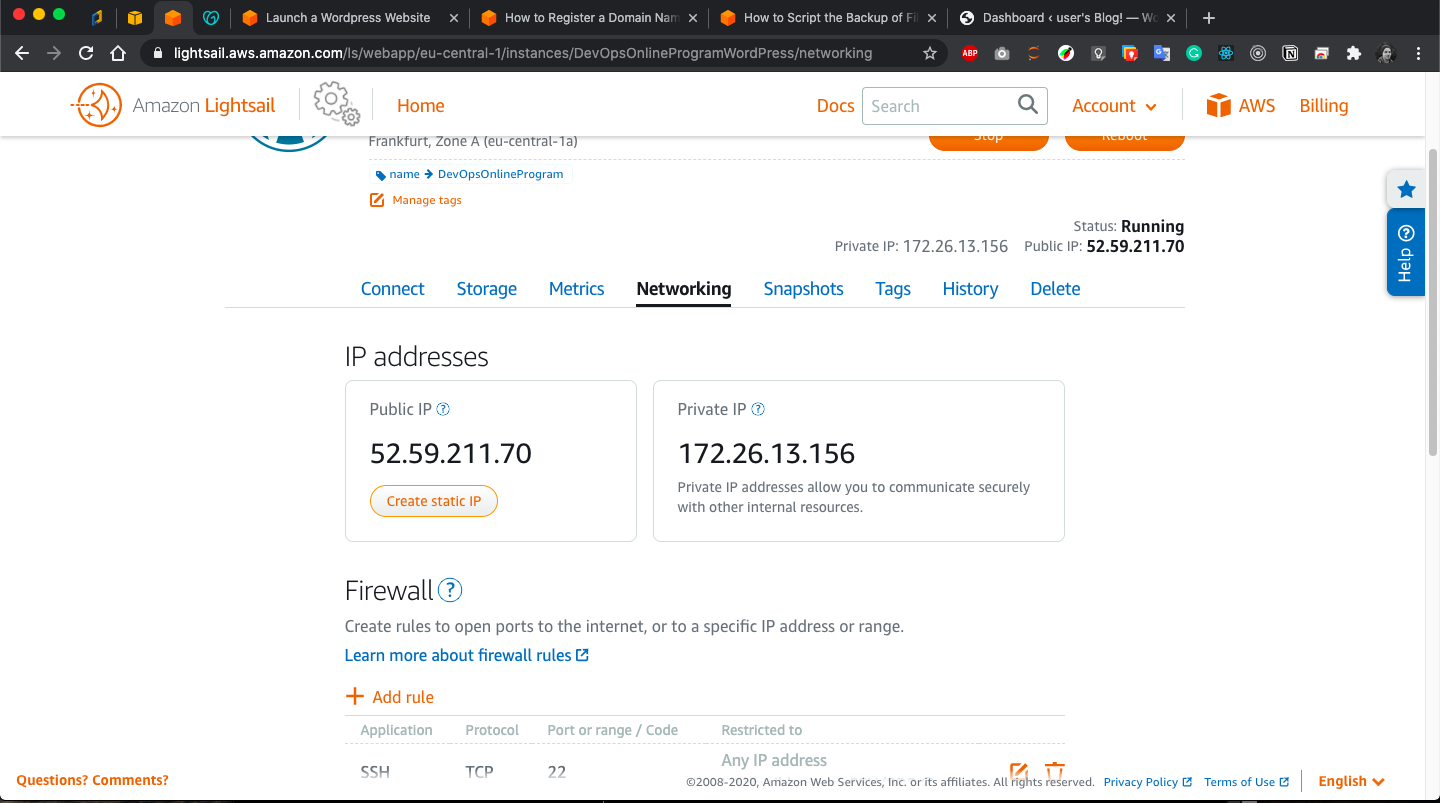 Launch a Wordpress Website
How to Register a Domain Nam
How to Script the Backup of Fi
Dashboard ‹ user's Blog! — Wo
lightsail.aws.amazon.com/ls/webapp/eu-central-1/instances/DevOpsOnlineProgramWordPress/networking
ABP
Amazon Lightsail
Home
Docs
Search
Account
AWS
Billing
Frankfurt, Zone A (eu-central-1a)
Stop
Reboot
name → DevOpsOnlineProgram
Manage tags
Status: Running
Private IP: 172.26.13.156 Public IP: 52.59.211.70
Help
Connect
Storage
Metrics
Networking
Snapshots
Tags
History
Delete
IP addresses
Public IP
52.59.211.70
Create static IP
Private IP
172.26.13.156
Private IP addresses allow you to communicate securely
with other internal resources.
Firewall
Create rules to open ports to the internet, or to a specific IP address or range.
Learn more about firewall rules
Add rule
Application
Protocol
Port or range / Code
Restricted to
SSH
TCP
22
Any IP address
Questions? Comments?
©2008-2020, Amazon Web Services, Inc. or its affiliates. All rights reserved.
Privacy Policy
Terms of Use
English